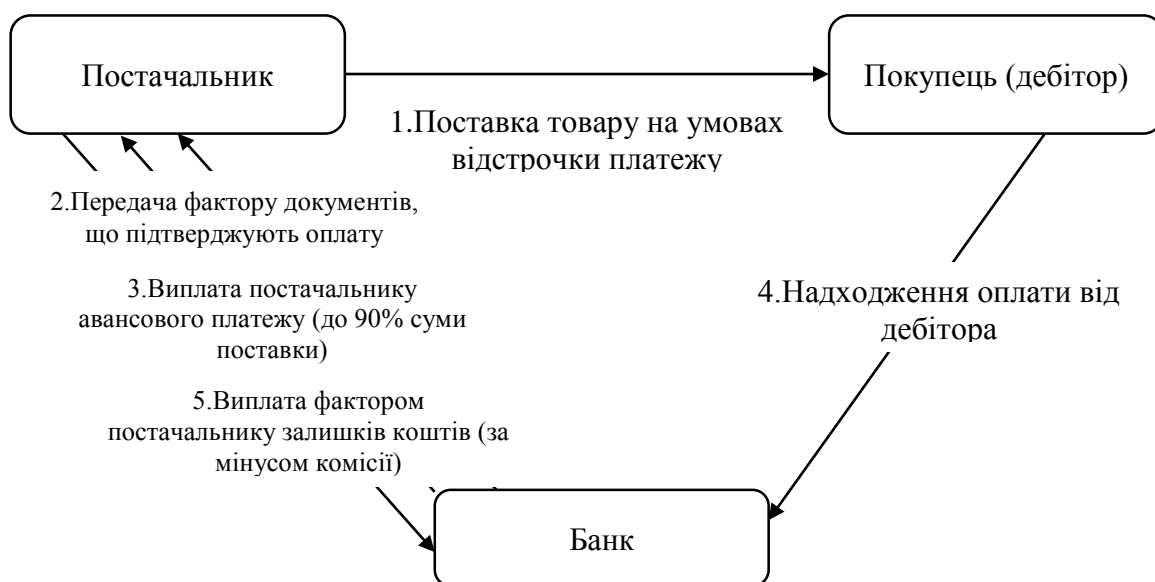 Постачальник
Покупець (дебітор)
1.Поставка товару на умовах
відстрочки платежу
2.Передача фактору документів,
що підтверджують оплату
3.Виплата постачальнику
авансового платежу (до 90% суми
поставки)
4.Надходження оплати від
дебітора
5.Виплата фактором
постачальнику залишків коштів (за
мінусом комісії)
Банк